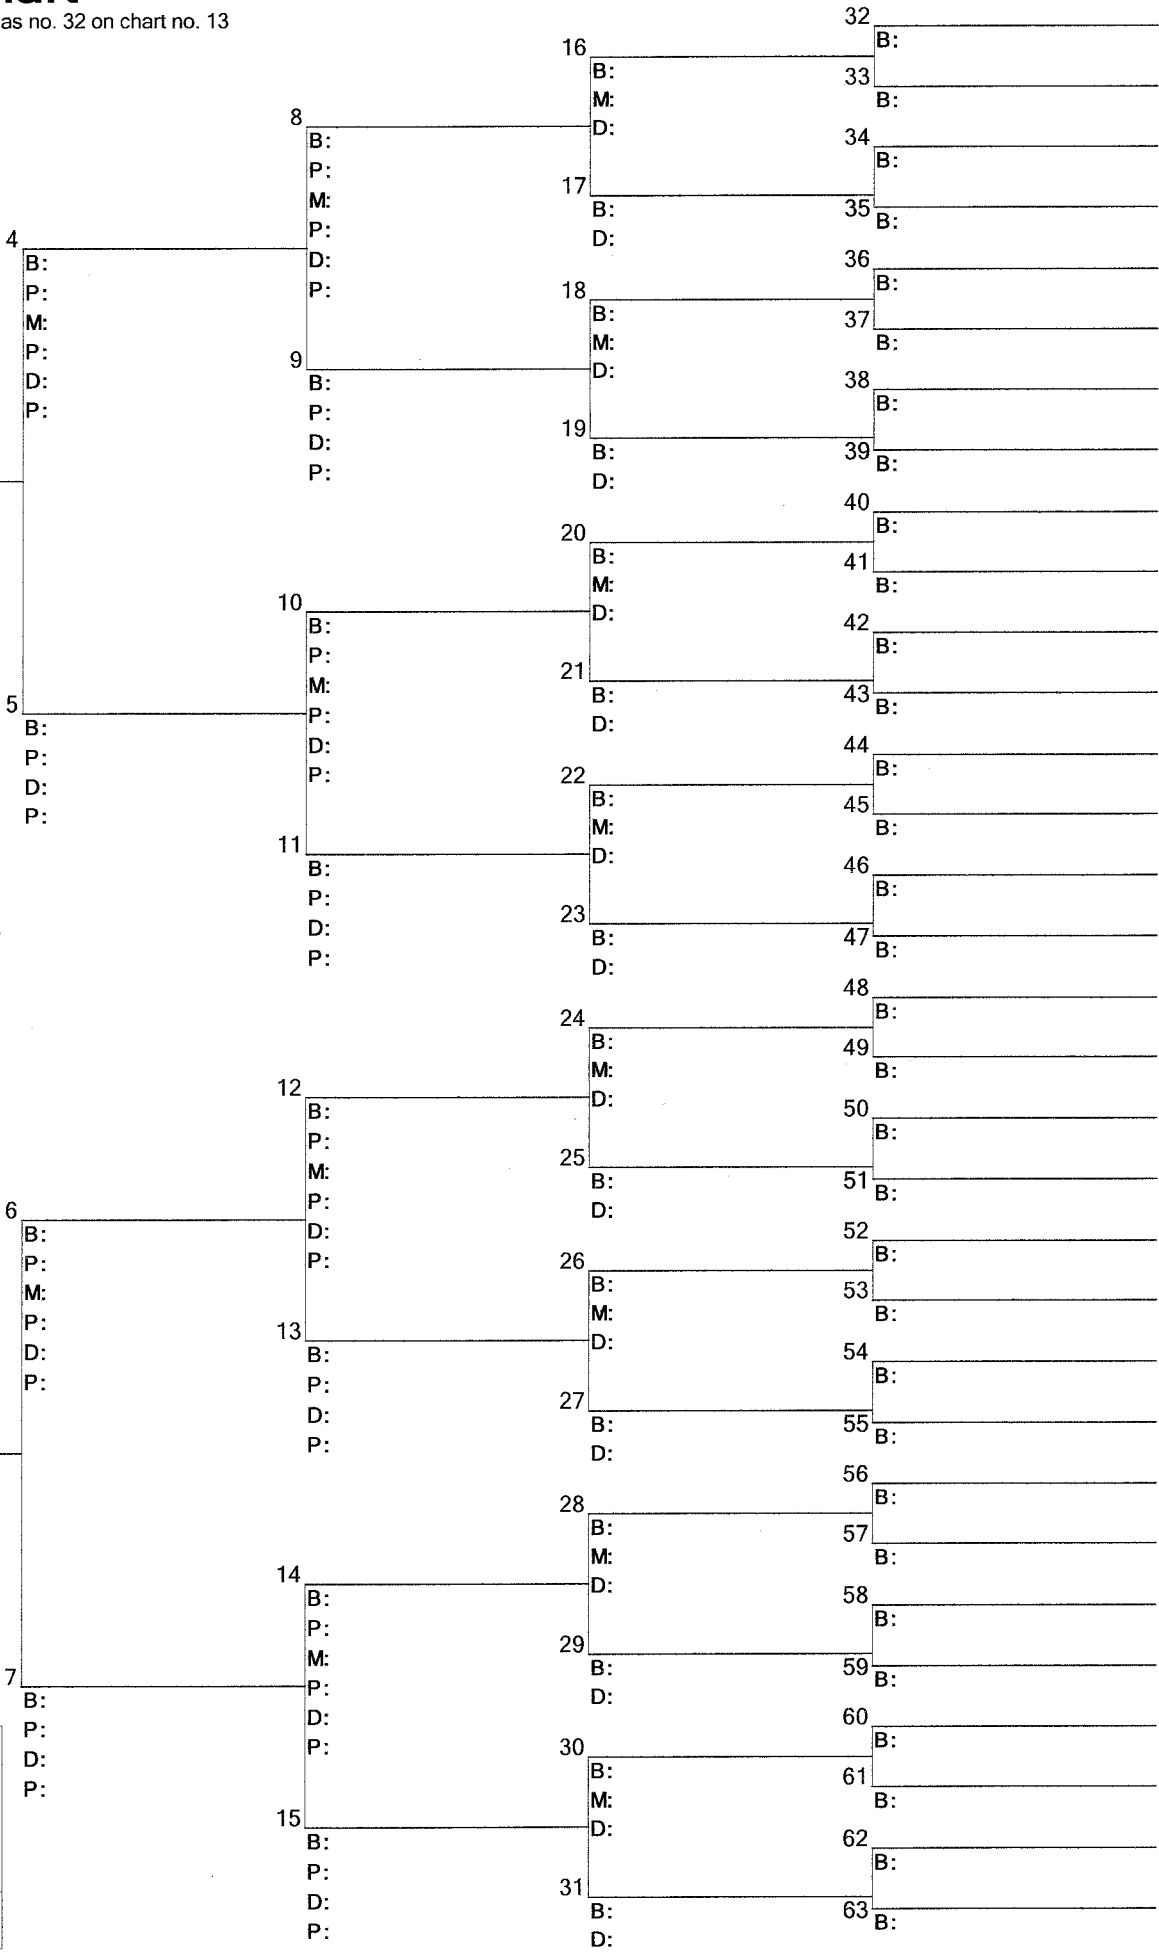 as no. 32 on chart no. 13
4
B:
P:
M:
P:
D:
P:
5
B:
P:
D:
P:
6
B:
P:
M:
P:
D:
P:
7
B:
P:
D:
P:
8
B:
P:
M:
P:
D:
P:
9
B:
P:
D:
P:
10
B:
P:
M:
P:
D:
P:
11
B:
P:
D:
P:
12
B:
P:
M:
P:
D:
P:
13
B:
P:
D:
P:
14
B:
P:
M:
P:
D:
P:
15
B:
P:
D:
P:
16
B:
M:
D:
17
B:
D:
18
B:
M:
D:
19
B:
D:
20
B:
M:
D:
21
B:
D:
22
B:
M:
D:
23
B:
D:
24
B:
M:
D:
25
B:
D:
26
B:
M:
D:
27
B:
D:
28
B:
M:
D:
29
B:
D:
30
B:
M:
D:
31
B:
D:
32
B:
33
B:
34
B:
35
B:
36
B:
37
B:
38
B:
39
B:
40
B:
41
B:
42
B:
43
B:
44
B:
45
B:
46
B:
47
B:
48
B:
49
B:
50
B:
51
B:
52
B:
53
B:
54
B:
55
B:
56
B:
57
B:
58
B:
59
B:
60
B:
61
B:
62
B:
63
B: